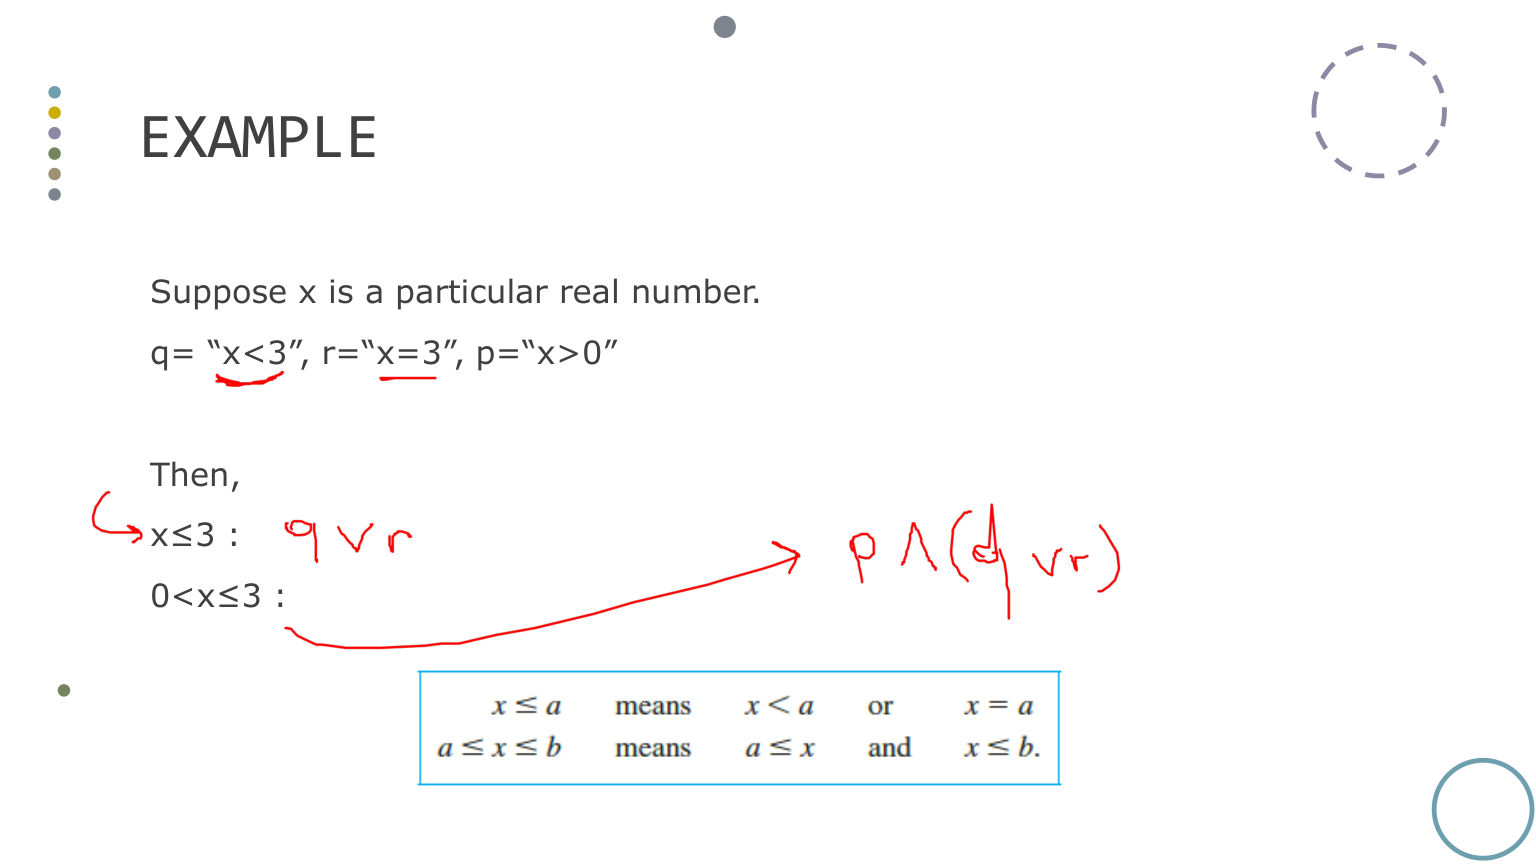 EXAMPLE
Suppose x is a particular real number.
q= “x<3”, r=“x=3”, p=“x>0”
Then,
x≤3 : q ∨ r
0<x≤3 : p ∧ (q ∨ r)
x ≤ a means x < a or x = a
a ≤ x ≤ b means a ≤ x and x ≤ b.